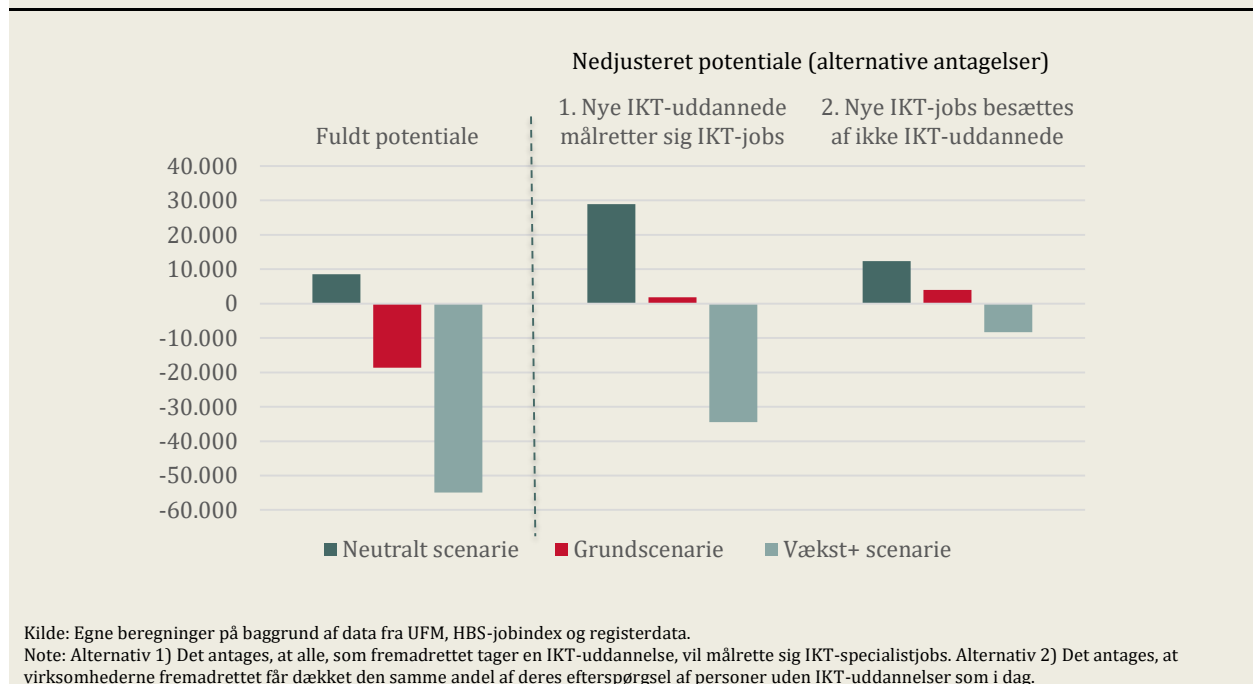 Nedjusteret potentiale (alternative antagelser)
Fuldt potentiale
1. Nye IKT-uddannede
målretter sig IKT-jobs
2. Nye IKT-jobs besættes
af ikke IKT-uddannede
40.000
30.000
20.000
10.000
0
-10.000
-20.000
-30.000
-40.000
-50.000
-60.000
Neutralt scenarie
Grundscenarie
Vækst+ scenarie
Kilde: Egne beregninger på baggrund af data fra UFM, HBS-jobindex og registerdata.
Note: Alternativ 1) Det antages, at alle, som fremadrettet tager en IKT-uddannelse, vil målrette sig IKT-specialistjobs. Alternativ 2) Det antages, at
virksomhederne fremadrettet får dækket den samme andel af deres efterspørgsel af personer uden IKT-uddannelser som i dag.